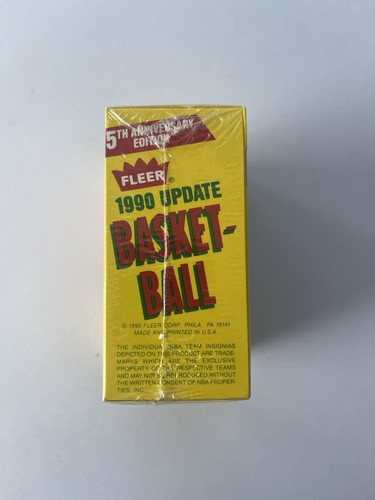 5TH ANNIVERSARY
EDITION
FLEER®
1990 UPDATE
BASKET-
BALL
© 1990 FLEER CORP., PHILA., PA 19141
MADE AND PRINTED IN U.S.A.
THE INDIVIDUAL NBA TEAM INSIGNIAS
DEPICTED ON THIS PRODUCT ARE TRADE-
MARKS WHICH ARE THE EXCLUSIVE
PROPERTY OF THE RESPECTIVE TEAMS
AND MAY NOT BE REPRODUCED WITHOUT
THE WRITTEN CONSENT OF NBA PROPER-
TIES, INC.